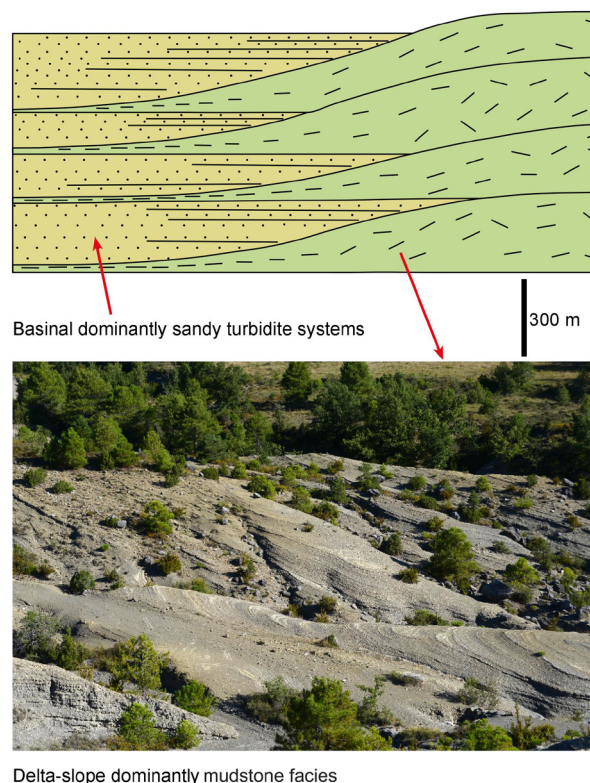 Basinal dominantly sandy turbidite systems
300 m
Delta-slope dominantly mudstone facies